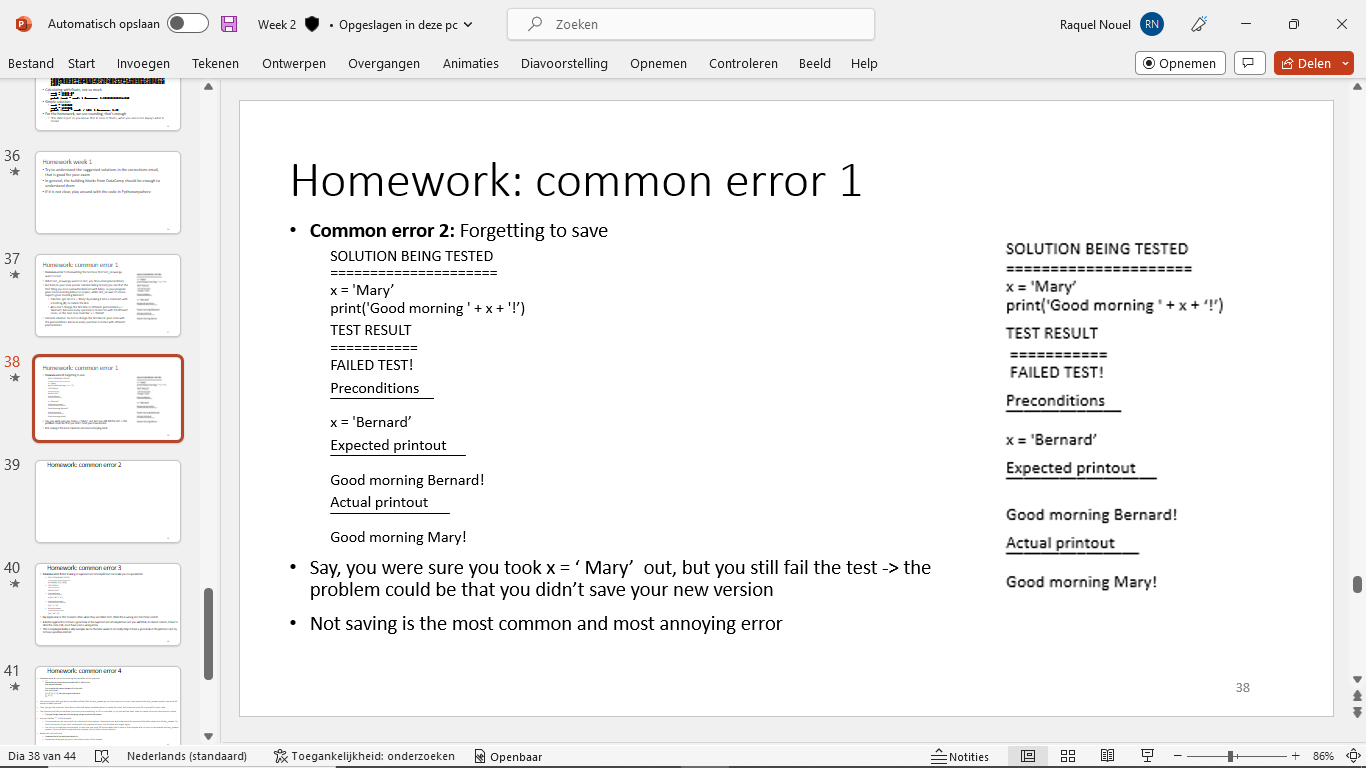 Automatisch opslaan
Week 2 • Opgeslagen in deze pc
Zoeken
Raquel Nouel RN
Bestand Start Invoegen Tekenen Ontwerpen Overgangen Animaties Diavoorstelling Opnemen Controleren Beeld Help
Opnemen Delen
36
Homework week 1
37
Homework: common error 1
38
Homework: common error 1
39
Homework: common error 2
40
Homework: common error 3
41
Homework: common error 4
Homework: common error 1
• Common error 2: Forgetting to save
SOLUTION BEING TESTED
=====================
x = 'Mary’
print('Good morning ' + x + '!’)
TEST RESULT
===========
FAILED TEST!
Preconditions
x = 'Bernard’
Expected printout
Good morning Bernard!
Actual printout
Good morning Mary!
• Say, you were sure you took x = ‘ Mary’ out, but you still fail the test -> the
problem could be that you didn’t save your new version
• Not saving is the most common and most annoying error
SOLUTION BEING TESTED
=====================
x = 'Mary’
print('Good morning ' + x + ‘!’)
TEST RESULT
===========
FAILED TEST!
Preconditions
x = 'Bernard’
Expected printout
Good morning Bernard!
Actual printout
Good morning Mary!
38
Dia 38 van 44 Nederlands (standaard) Toegankelijkheid: onderzoeken Openbaar Notities 86%